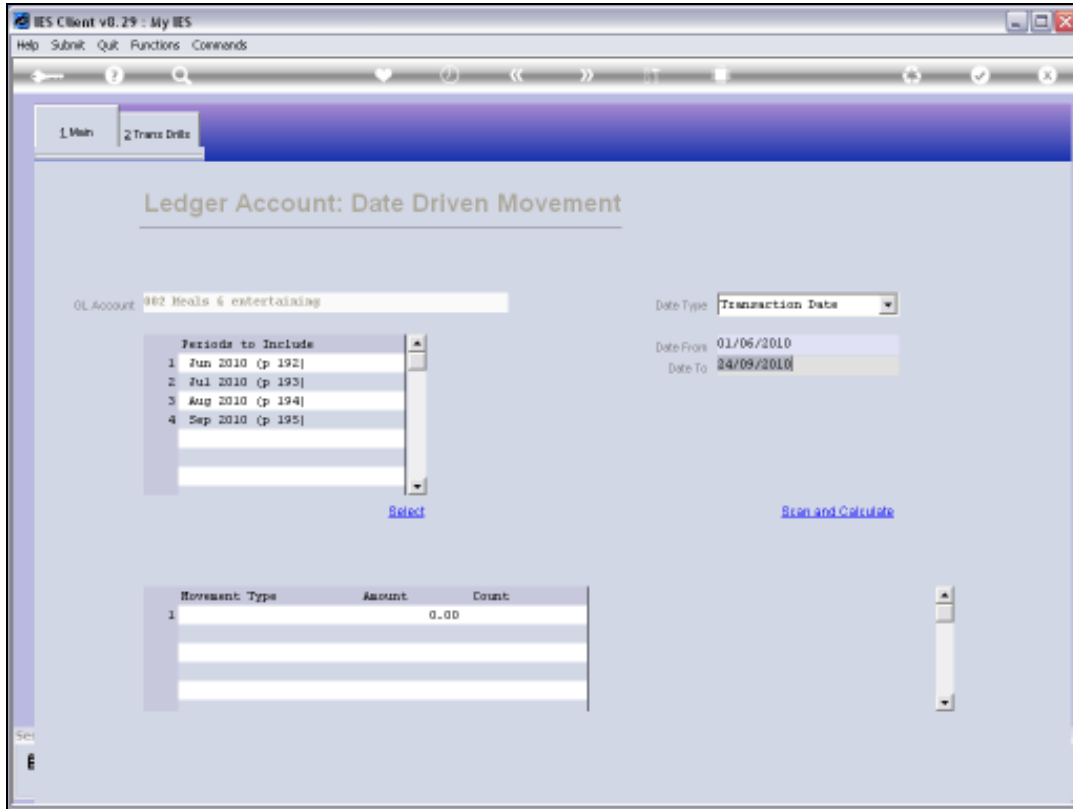 IES Client v8.29 : My IES
Help Submit Quit Functions Commands
1 Main 2 Trans Drills
Ledger Account: Date Driven Movement
GL Account 002 Meals & entertaining
Date Type Transaction Date
Date From 01/06/2010
Date To 24/09/2010
Periods to Include
1 Jun 2010 (p 192)
2 Jul 2010 (p 193)
3 Aug 2010 (p 194)
4 Sep 2010 (p 195)
Select
Scan and Calculate
Movement Type Amount Count
1 0.00